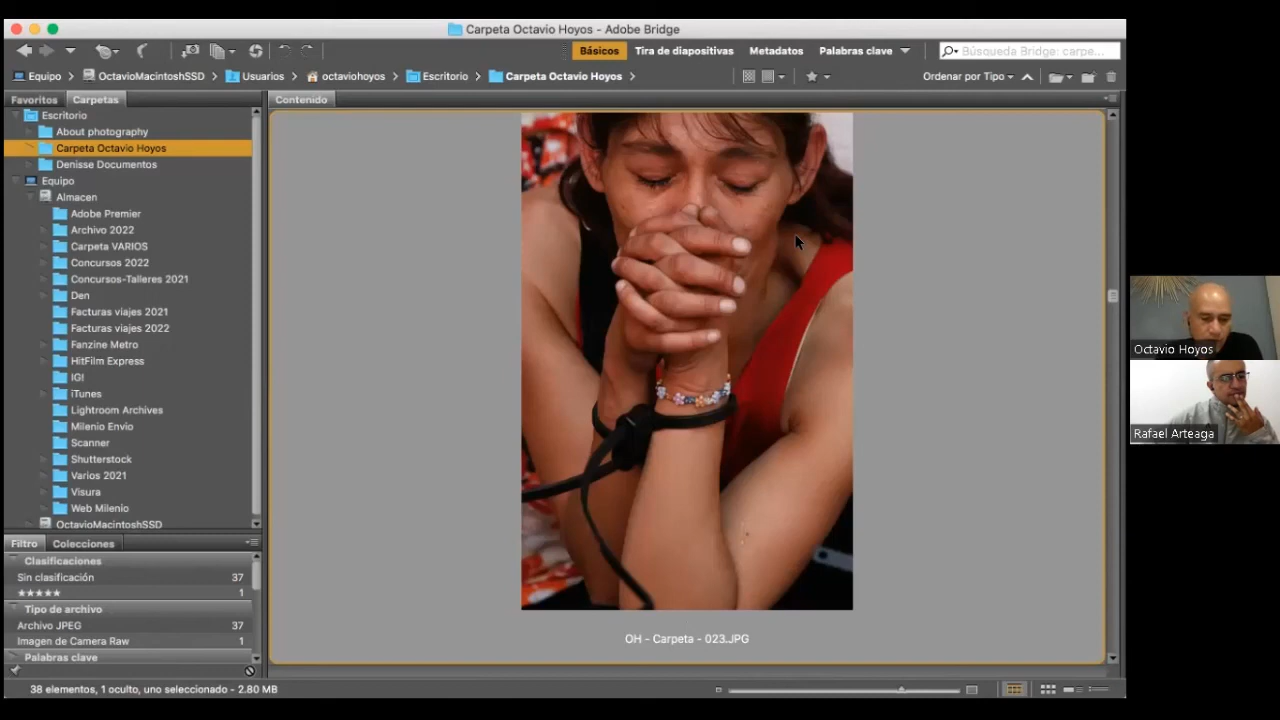 Carpeta Octavio Hoyos - Adobe Bridge
Básicos Tira de diapositivas Metadatos Palabras clave Búsqueda Bridge: carpe...
Equipo OctavioMacintoshSSD Usuarios octaviohoyos Escritorio Carpeta Octavio Hoyos Ordenar por Tipo
Favoritos Carpetas Contenido
Escritorio
About photography
Carpeta Octavio Hoyos
Denisse Documentos
Equipo
Almacen
Adobe Premier
Archivo 2022
Carpeta VARIOS
Concursos 2022
Concursos-Talleres 2021
Den
Facturas viajes 2021
Facturas viajes 2022
Fanzine Metro
HitFilm Express
IG!
iTunes
Lightroom Archives
Milenio Envio
Scanner
Shutterstock
Varios 2021
Visura
Web Milenio
OctavioMacintoshSSD
Filtro Colecciones
Clasificaciones
Sin clasificación 37
★★★★★ 1
Tipo de archivo
Archivo JPEG 37
Imagen de Camera Raw 1
Palabras clave
OH - Carpeta - 023.JPG
38 elementos, 1 oculto, uno seleccionado - 2.80 MB
Octavio Hoyos
Rafael Arteaga